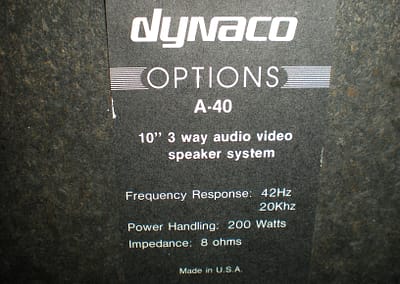 dynaco
OPTIONS
A-40
10'' 3 way audio video
speaker system
Frequency Response: 42Hz
20Khz
Power Handling: 200 Watts
Impedance: 8 ohms
Made in U.S.A.